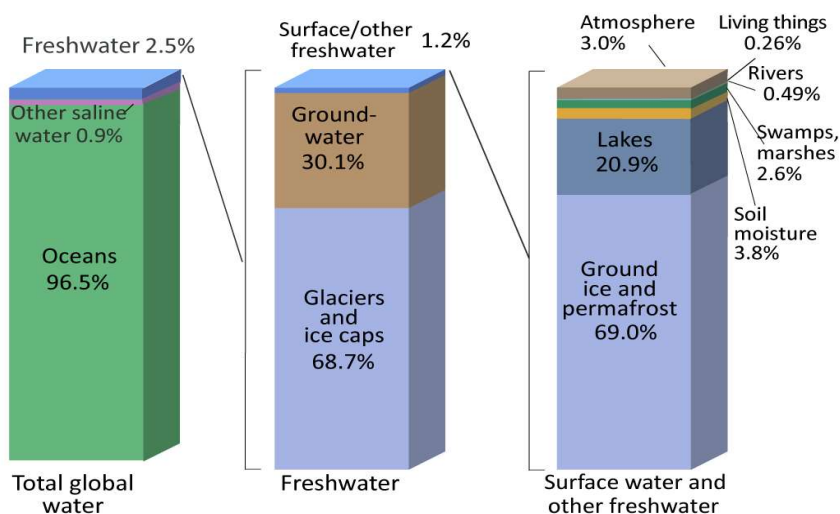 Freshwater 2.5%
Other saline
water 0.9%
Oceans
96.5%
Total global
water
Surface/other
freshwater
1.2%
Ground-
water
30.1%
Glaciers
and
ice caps
68.7%
Freshwater
Atmosphere
3.0%
Living things
0.26%
Rivers
0.49%
Swamps,
marshes
2.6%
Soil
moisture
3.8%
Lakes
20.9%
Ground
ice and
permafrost
69.0%
Surface water and
other freshwater